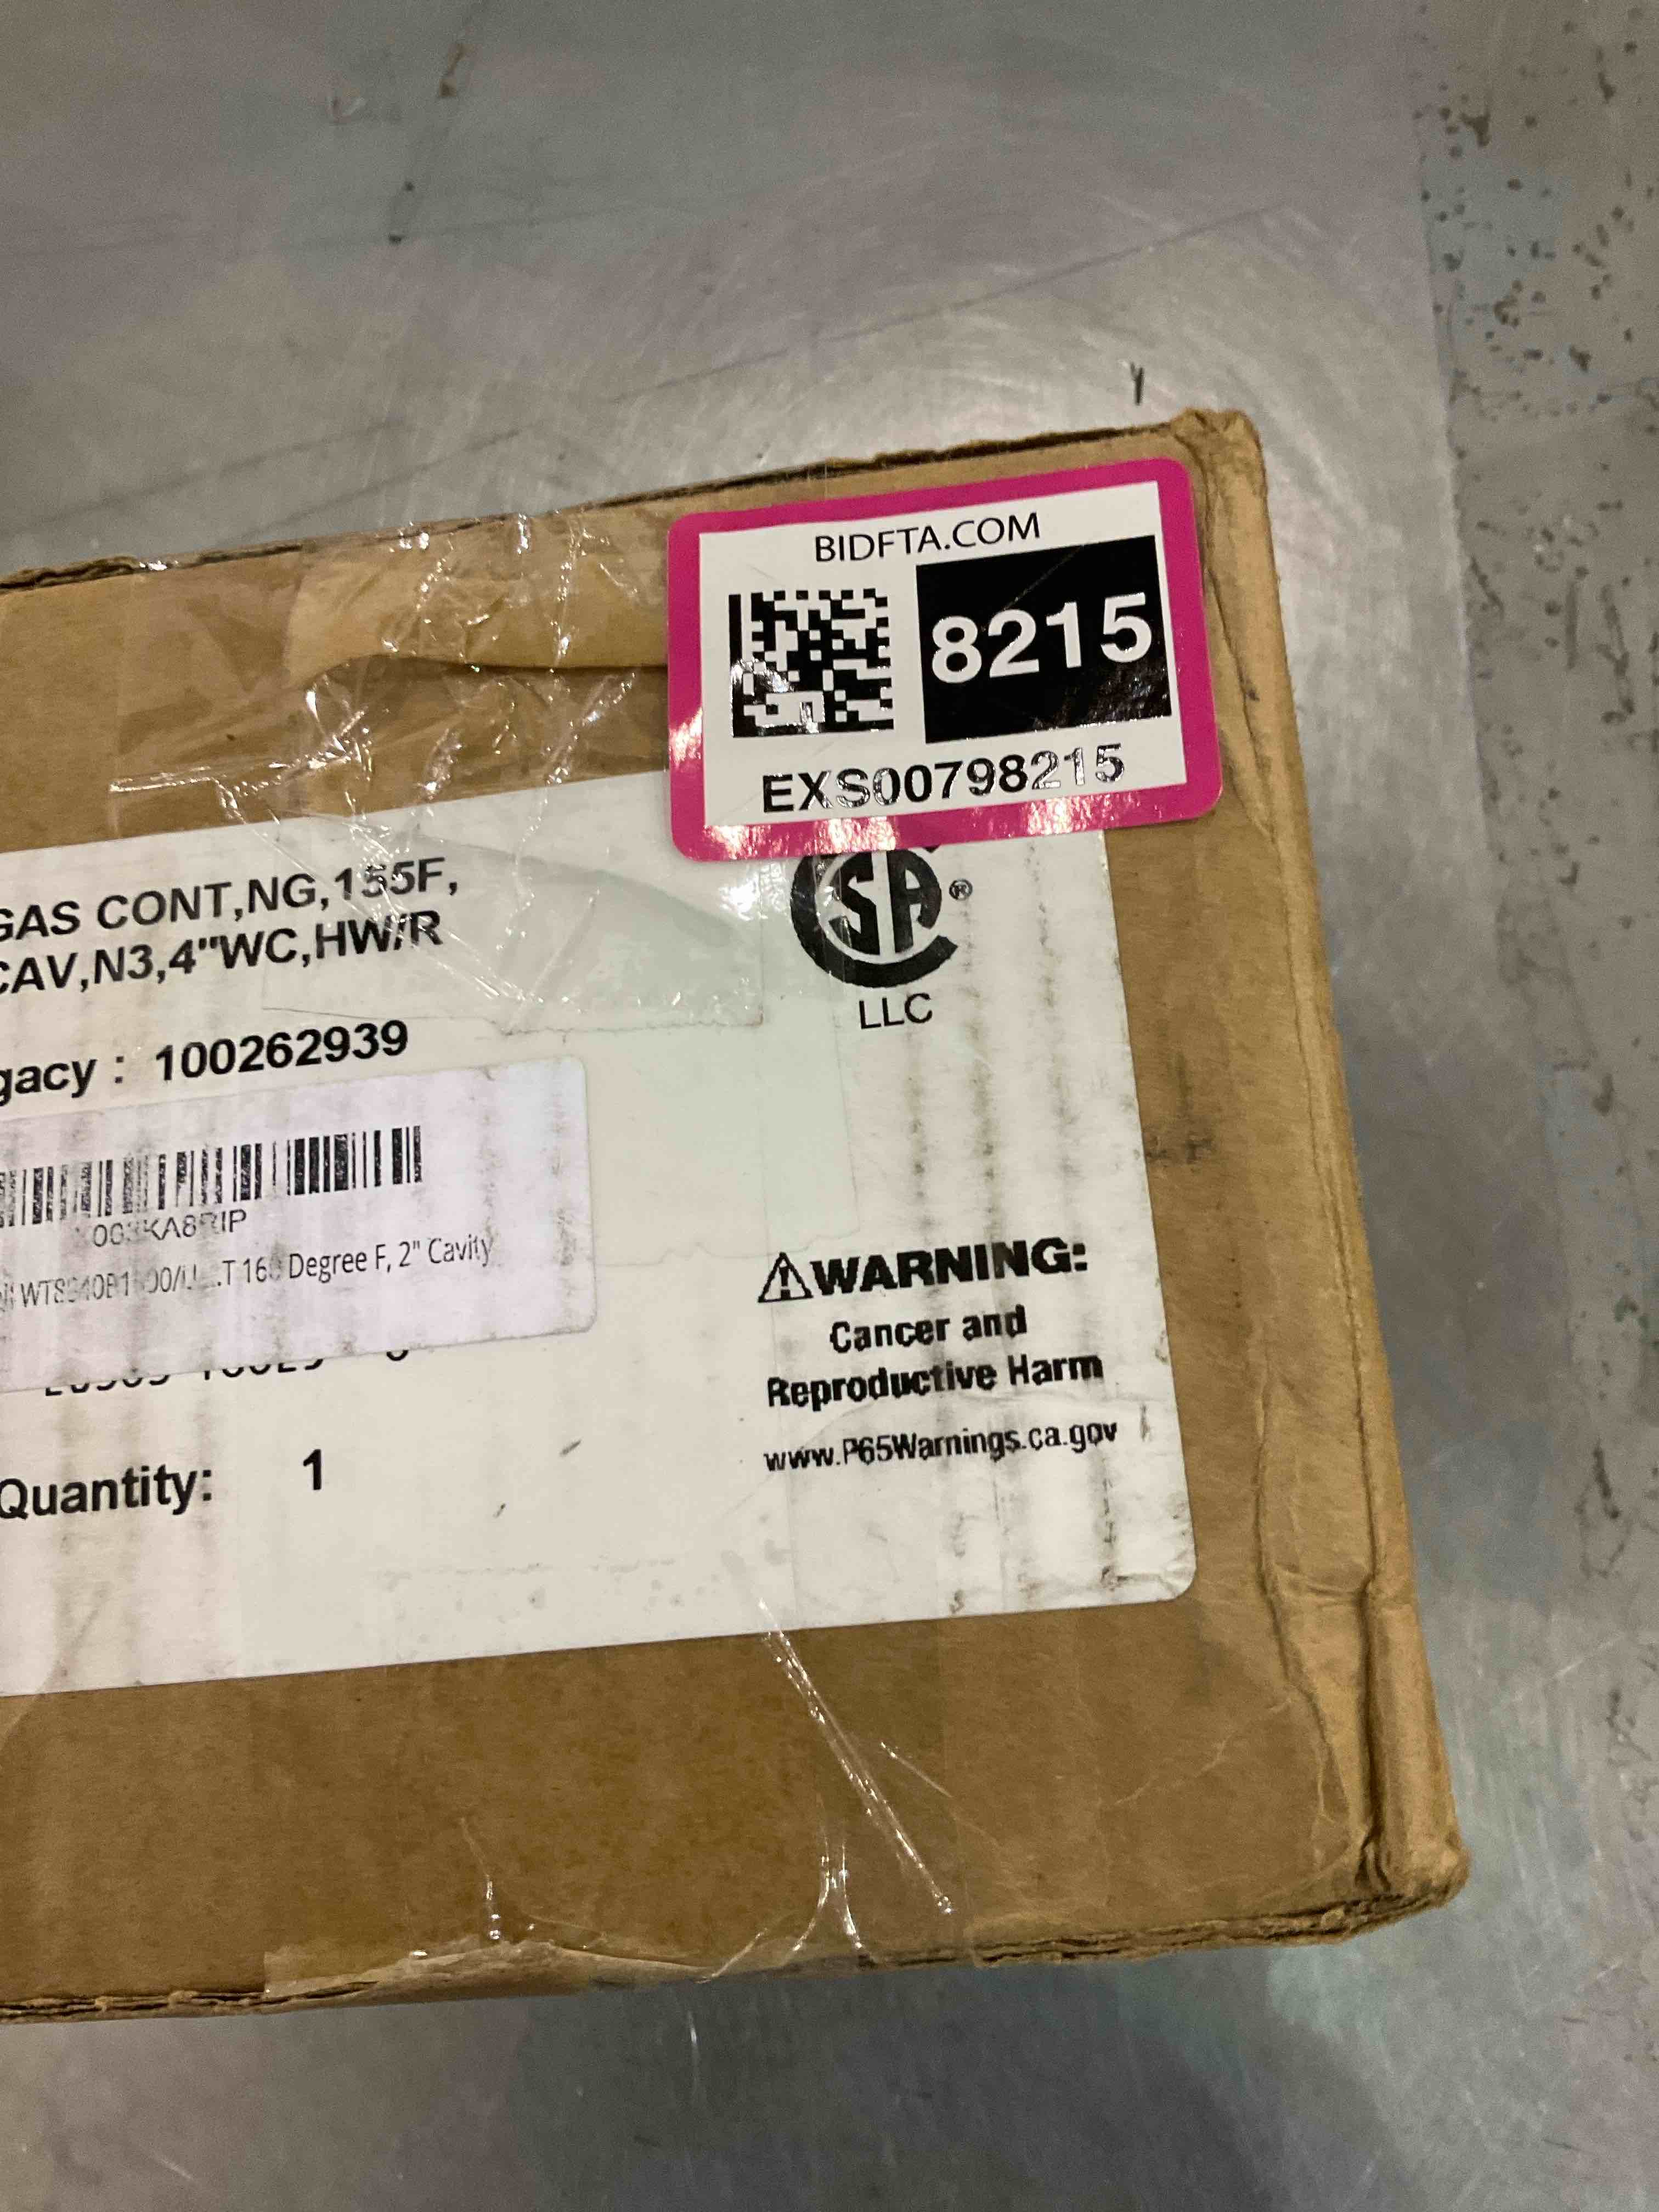 BIDFTA.COM
8215
EXS00798215
GAS CONT,NG,155F,
CAV,N3,4"WC,HW/R
SA®
LLC
gacy : 100262939
Degree F, 2" Cavity
Quantity: 1
⚠WARNING:
Cancer and
Reproductive Harm
www.P65Warnings.ca.gov